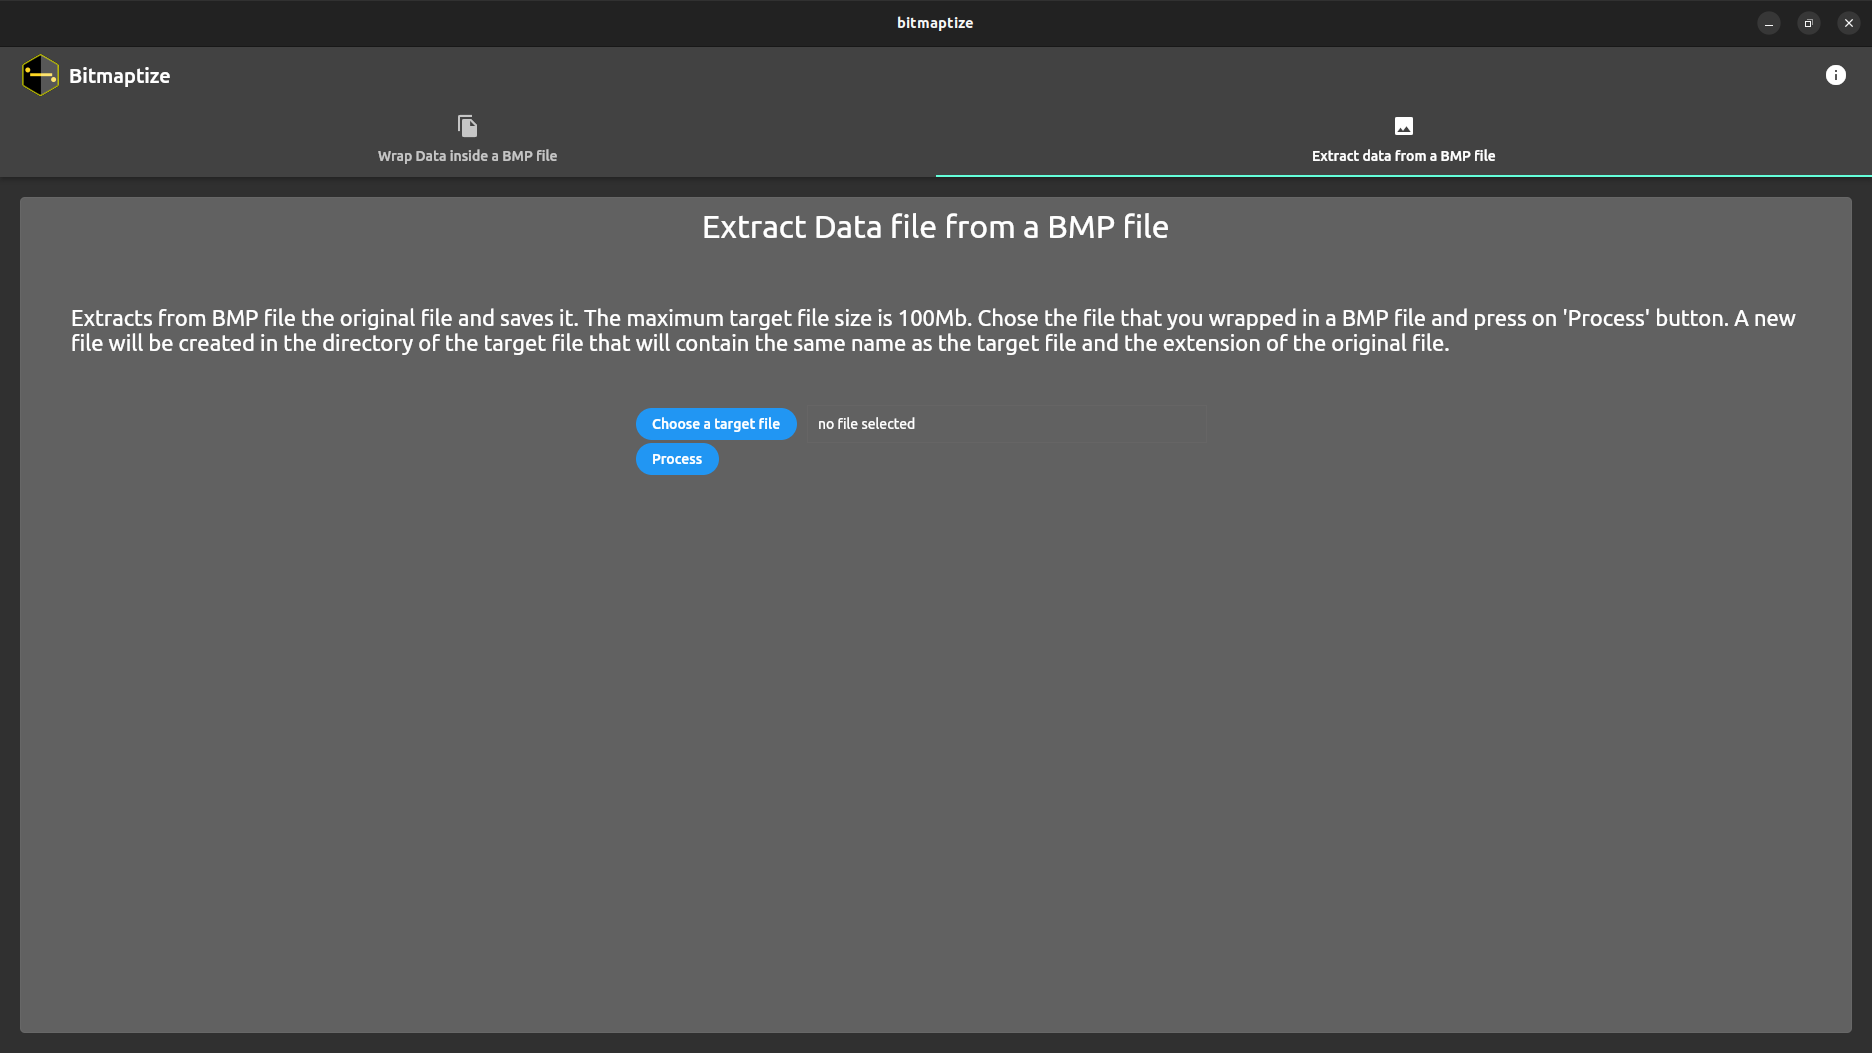 bitmaptize
Bitmaptize
Wrap Data inside a BMP file
Extract data from a BMP file
Extract Data file from a BMP file
Extracts from BMP file the original file and saves it. The maximum target file size is 100Mb. Chose the file that you wrapped in a BMP file and press on 'Process' button. A new
file will be created in the directory of the target file that will contain the same name as the target file and the extension of the original file.
Choose a target file
no file selected
Process